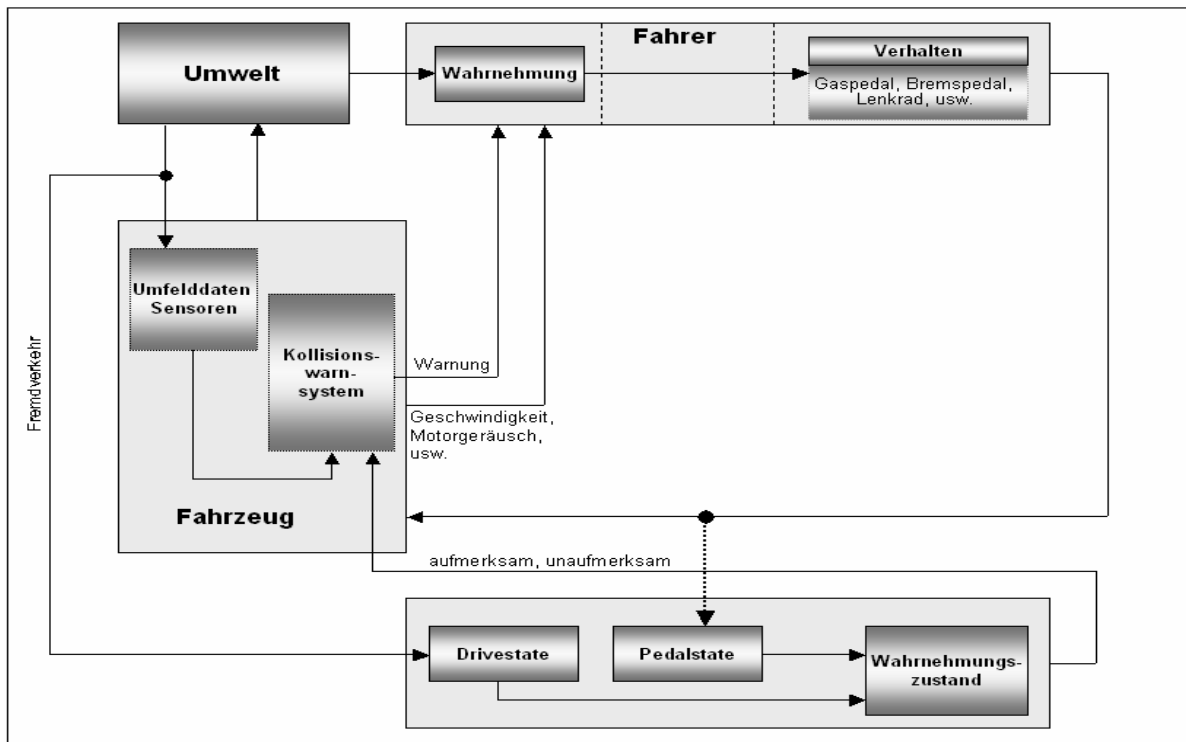 Umwelt
Fahrer
Wahrnehmung
Verhalten
Gaspedal, Bremspedal,
Lenkrad, usw.
Umfelddaten
Sensoren
Kollisions-
warn-
system
Warnung
Geschwindigkeit,
Motorgeräusch,
usw.
Fahrzeug
Fremdverkehr
aufmerksam, unaufmerksam
Drivestate
Pedalstate
Wahrnehmungs-
zustand